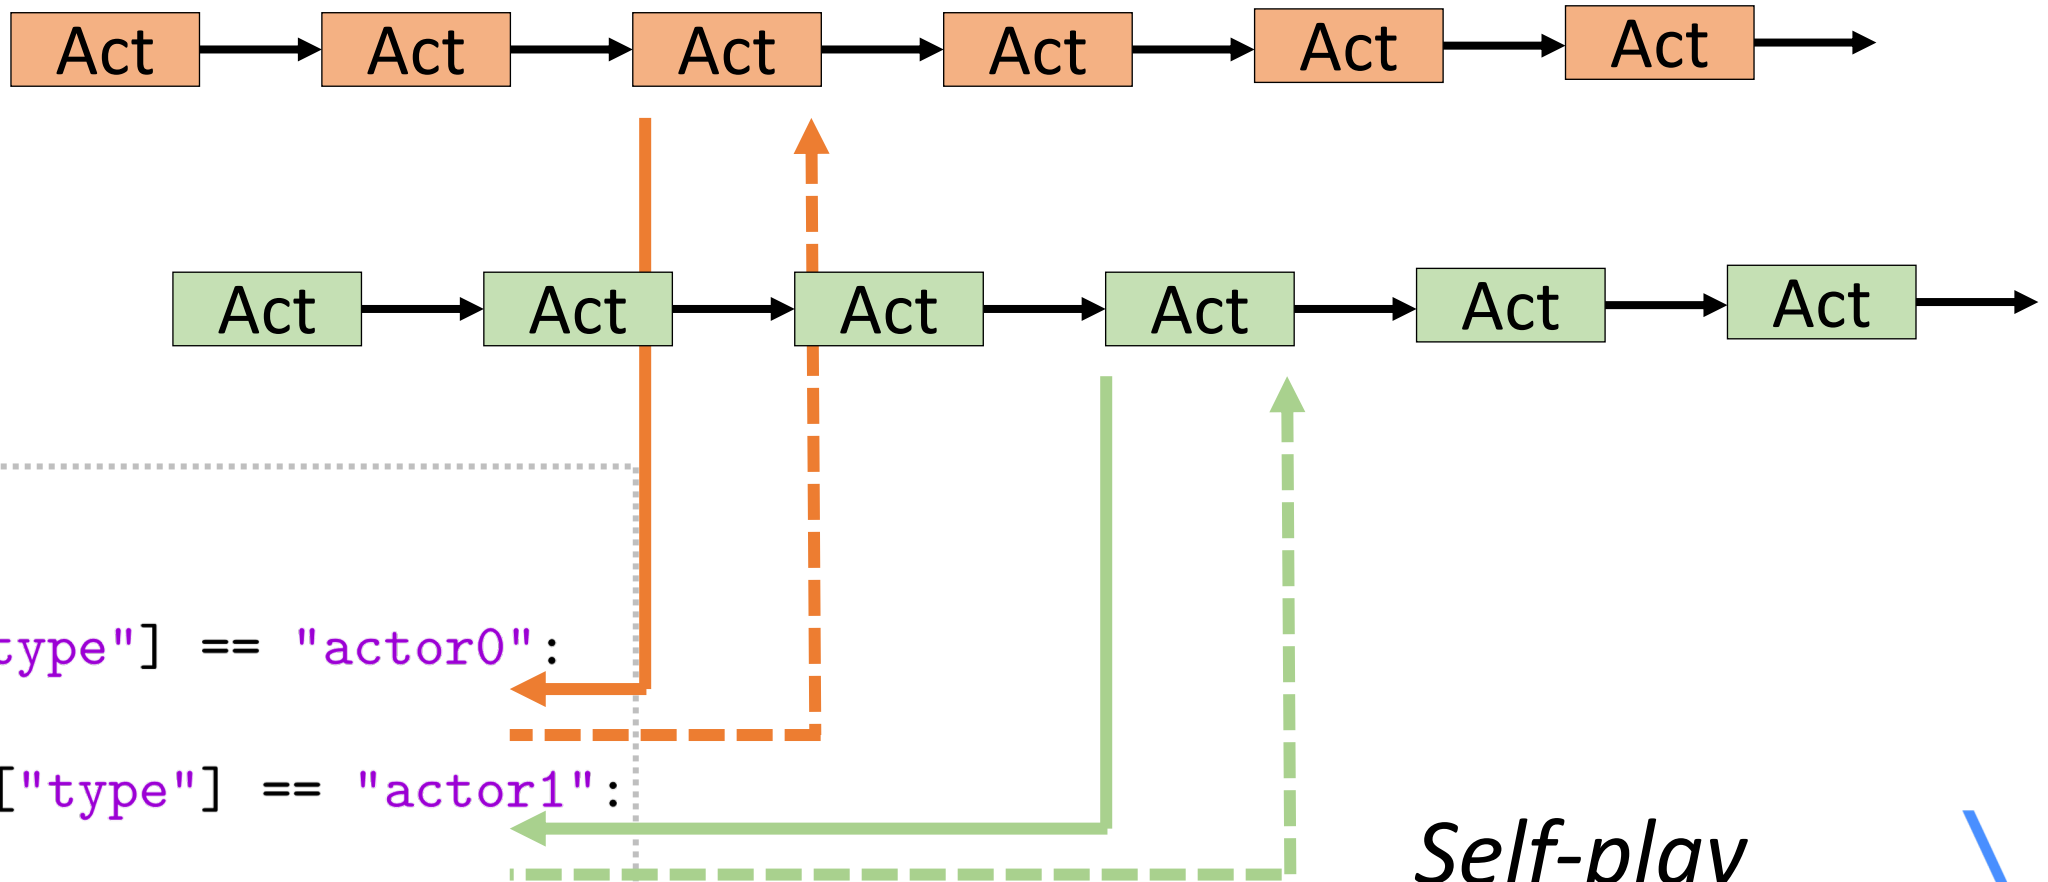 Act Act Act Act Act Act
Act Act Act Act Act Act
type"] == "actor0":
["type"] == "actor1":
Self-play